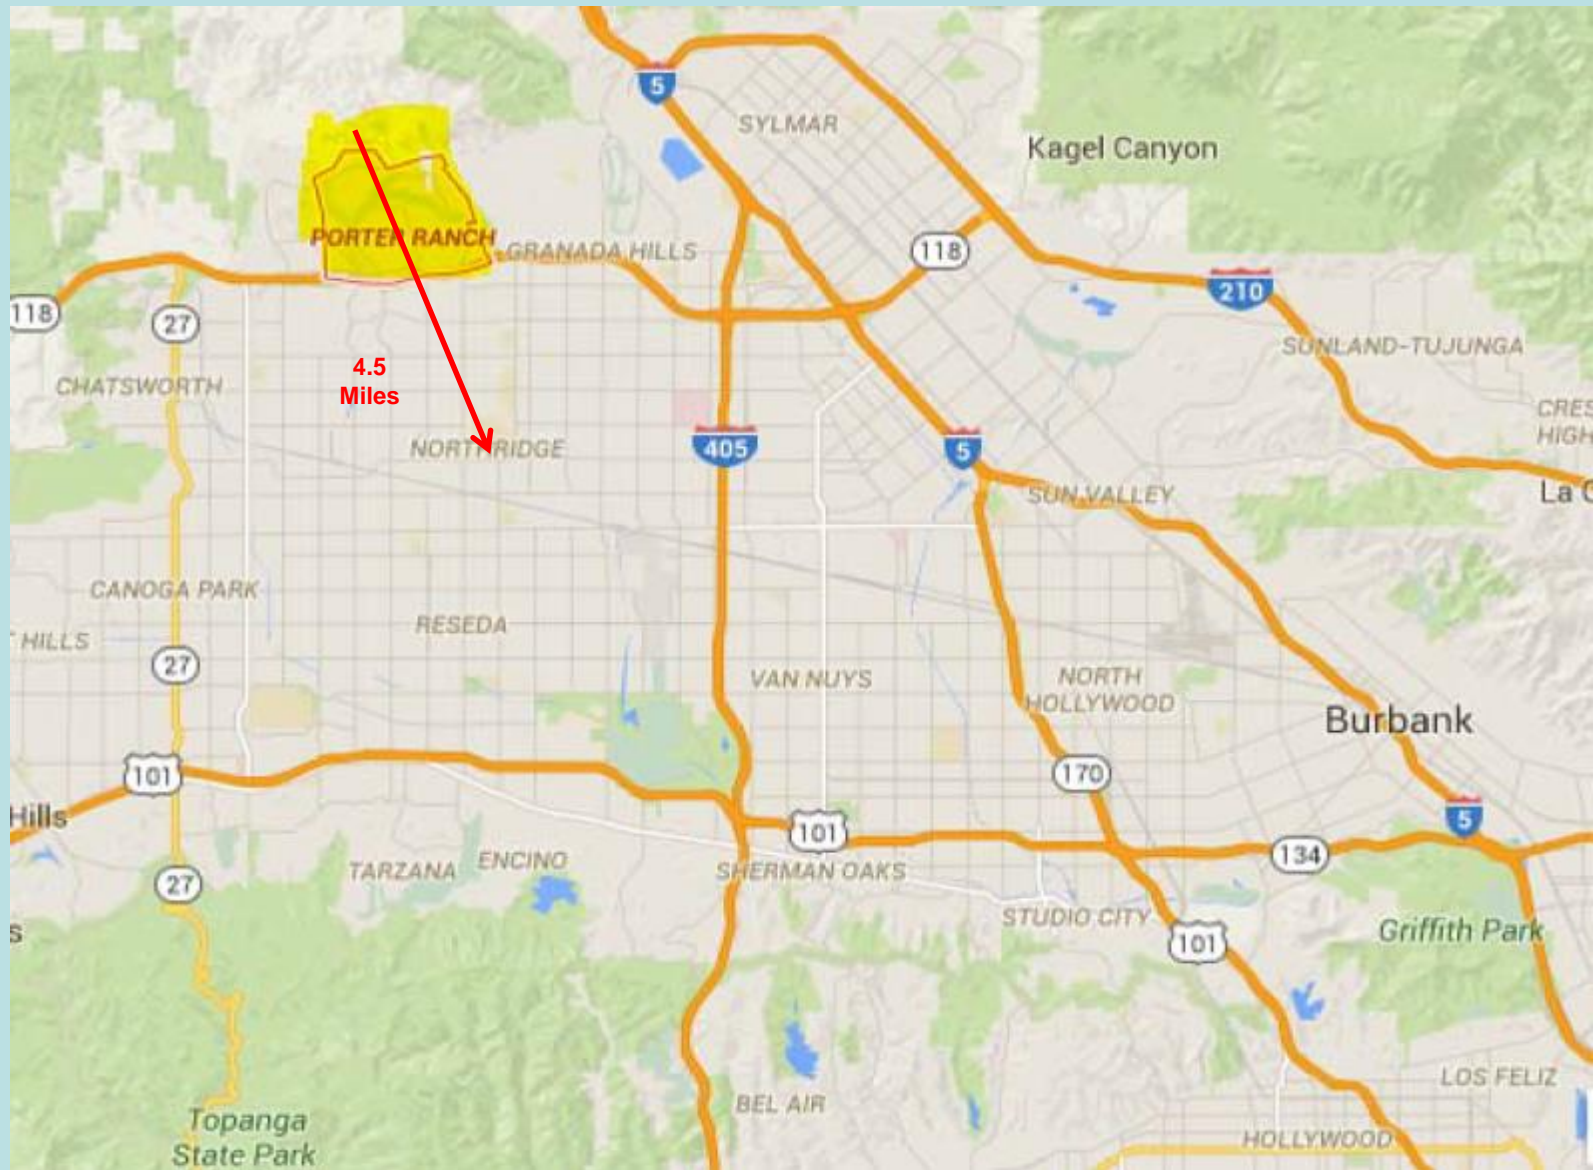 5
SYLMAR
Kagel Canyon
PORTER RANCH
GRANADA HILLS
118
210
118
27
SUNLAND-TUJUNGA
4.5
Miles
CHATSWORTH
CRES
HIGH
NORTHRIDGE
405
5
SUN VALLEY
La C
CANOGA PARK
RESEDA
HILLS
27
VAN NUYS
NORTH
HOLLYWOOD
Burbank
101
170
Hills
101
5
134
TARZANA
ENCINO
SHERMAN OAKS
27
STUDIO CITY
s
101
Griffith Park
LOS FELIZ
BEL AIR
Topanga
State Park
HOLLYWOOD